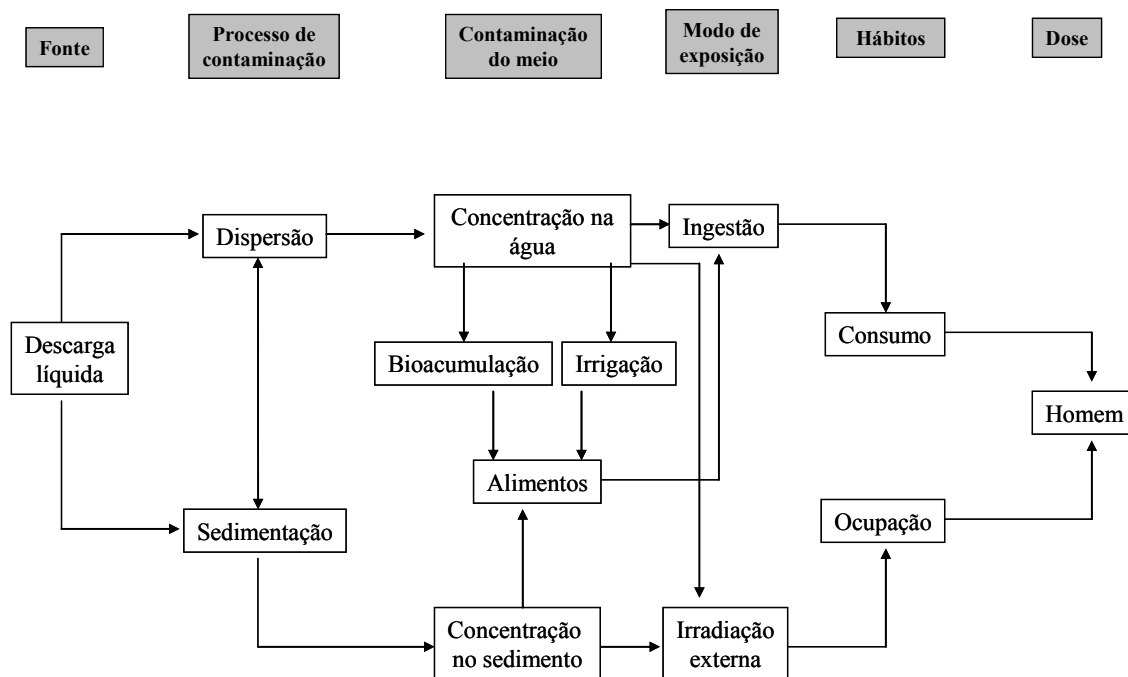 Fonte
Processo de
contaminação
Contaminação
do meio
Modo de
exposição
Hábitos
Dose
Dispersão
Concentração na
água
Ingestão
Descarga
líquida
Bioacumulação
Irrigação
Consumo
Homem
Alimentos
Sedimentação
Ocupação
Concentração
no sedimento
Irradiação
externa